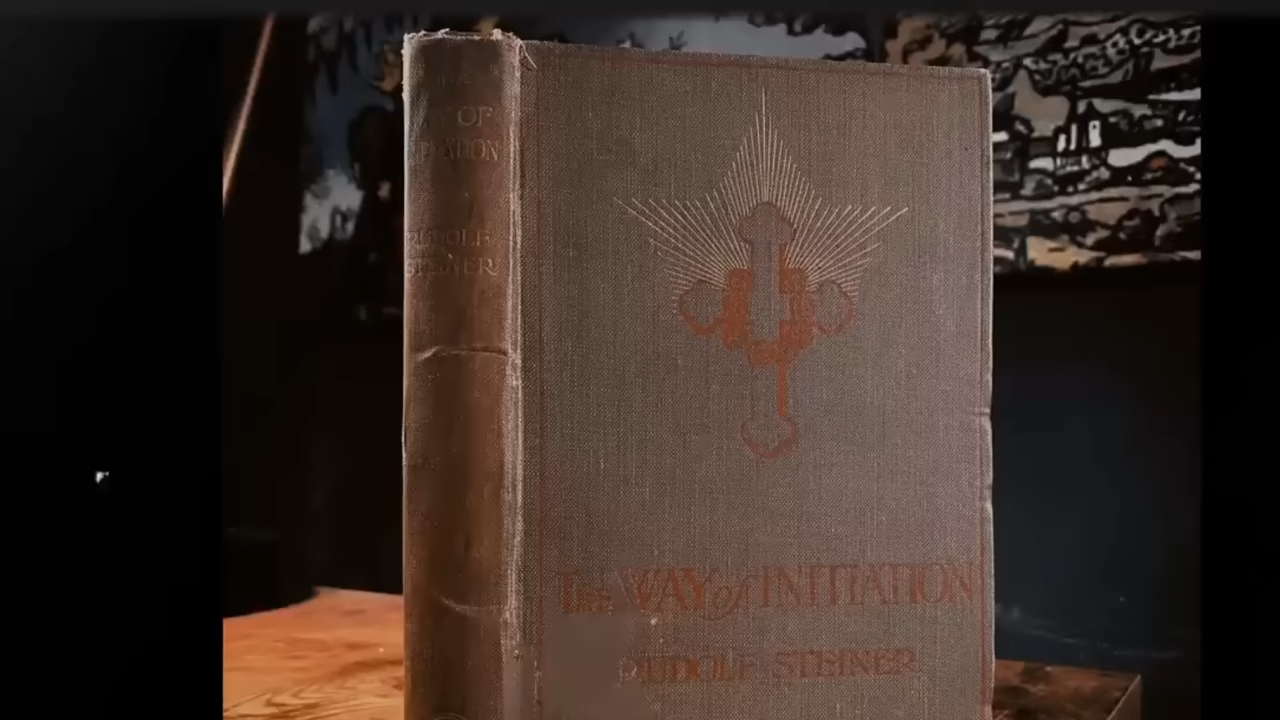 OF
RUDOLF
STEINER
The WAY of INITIATION
RUDOLF STEINER